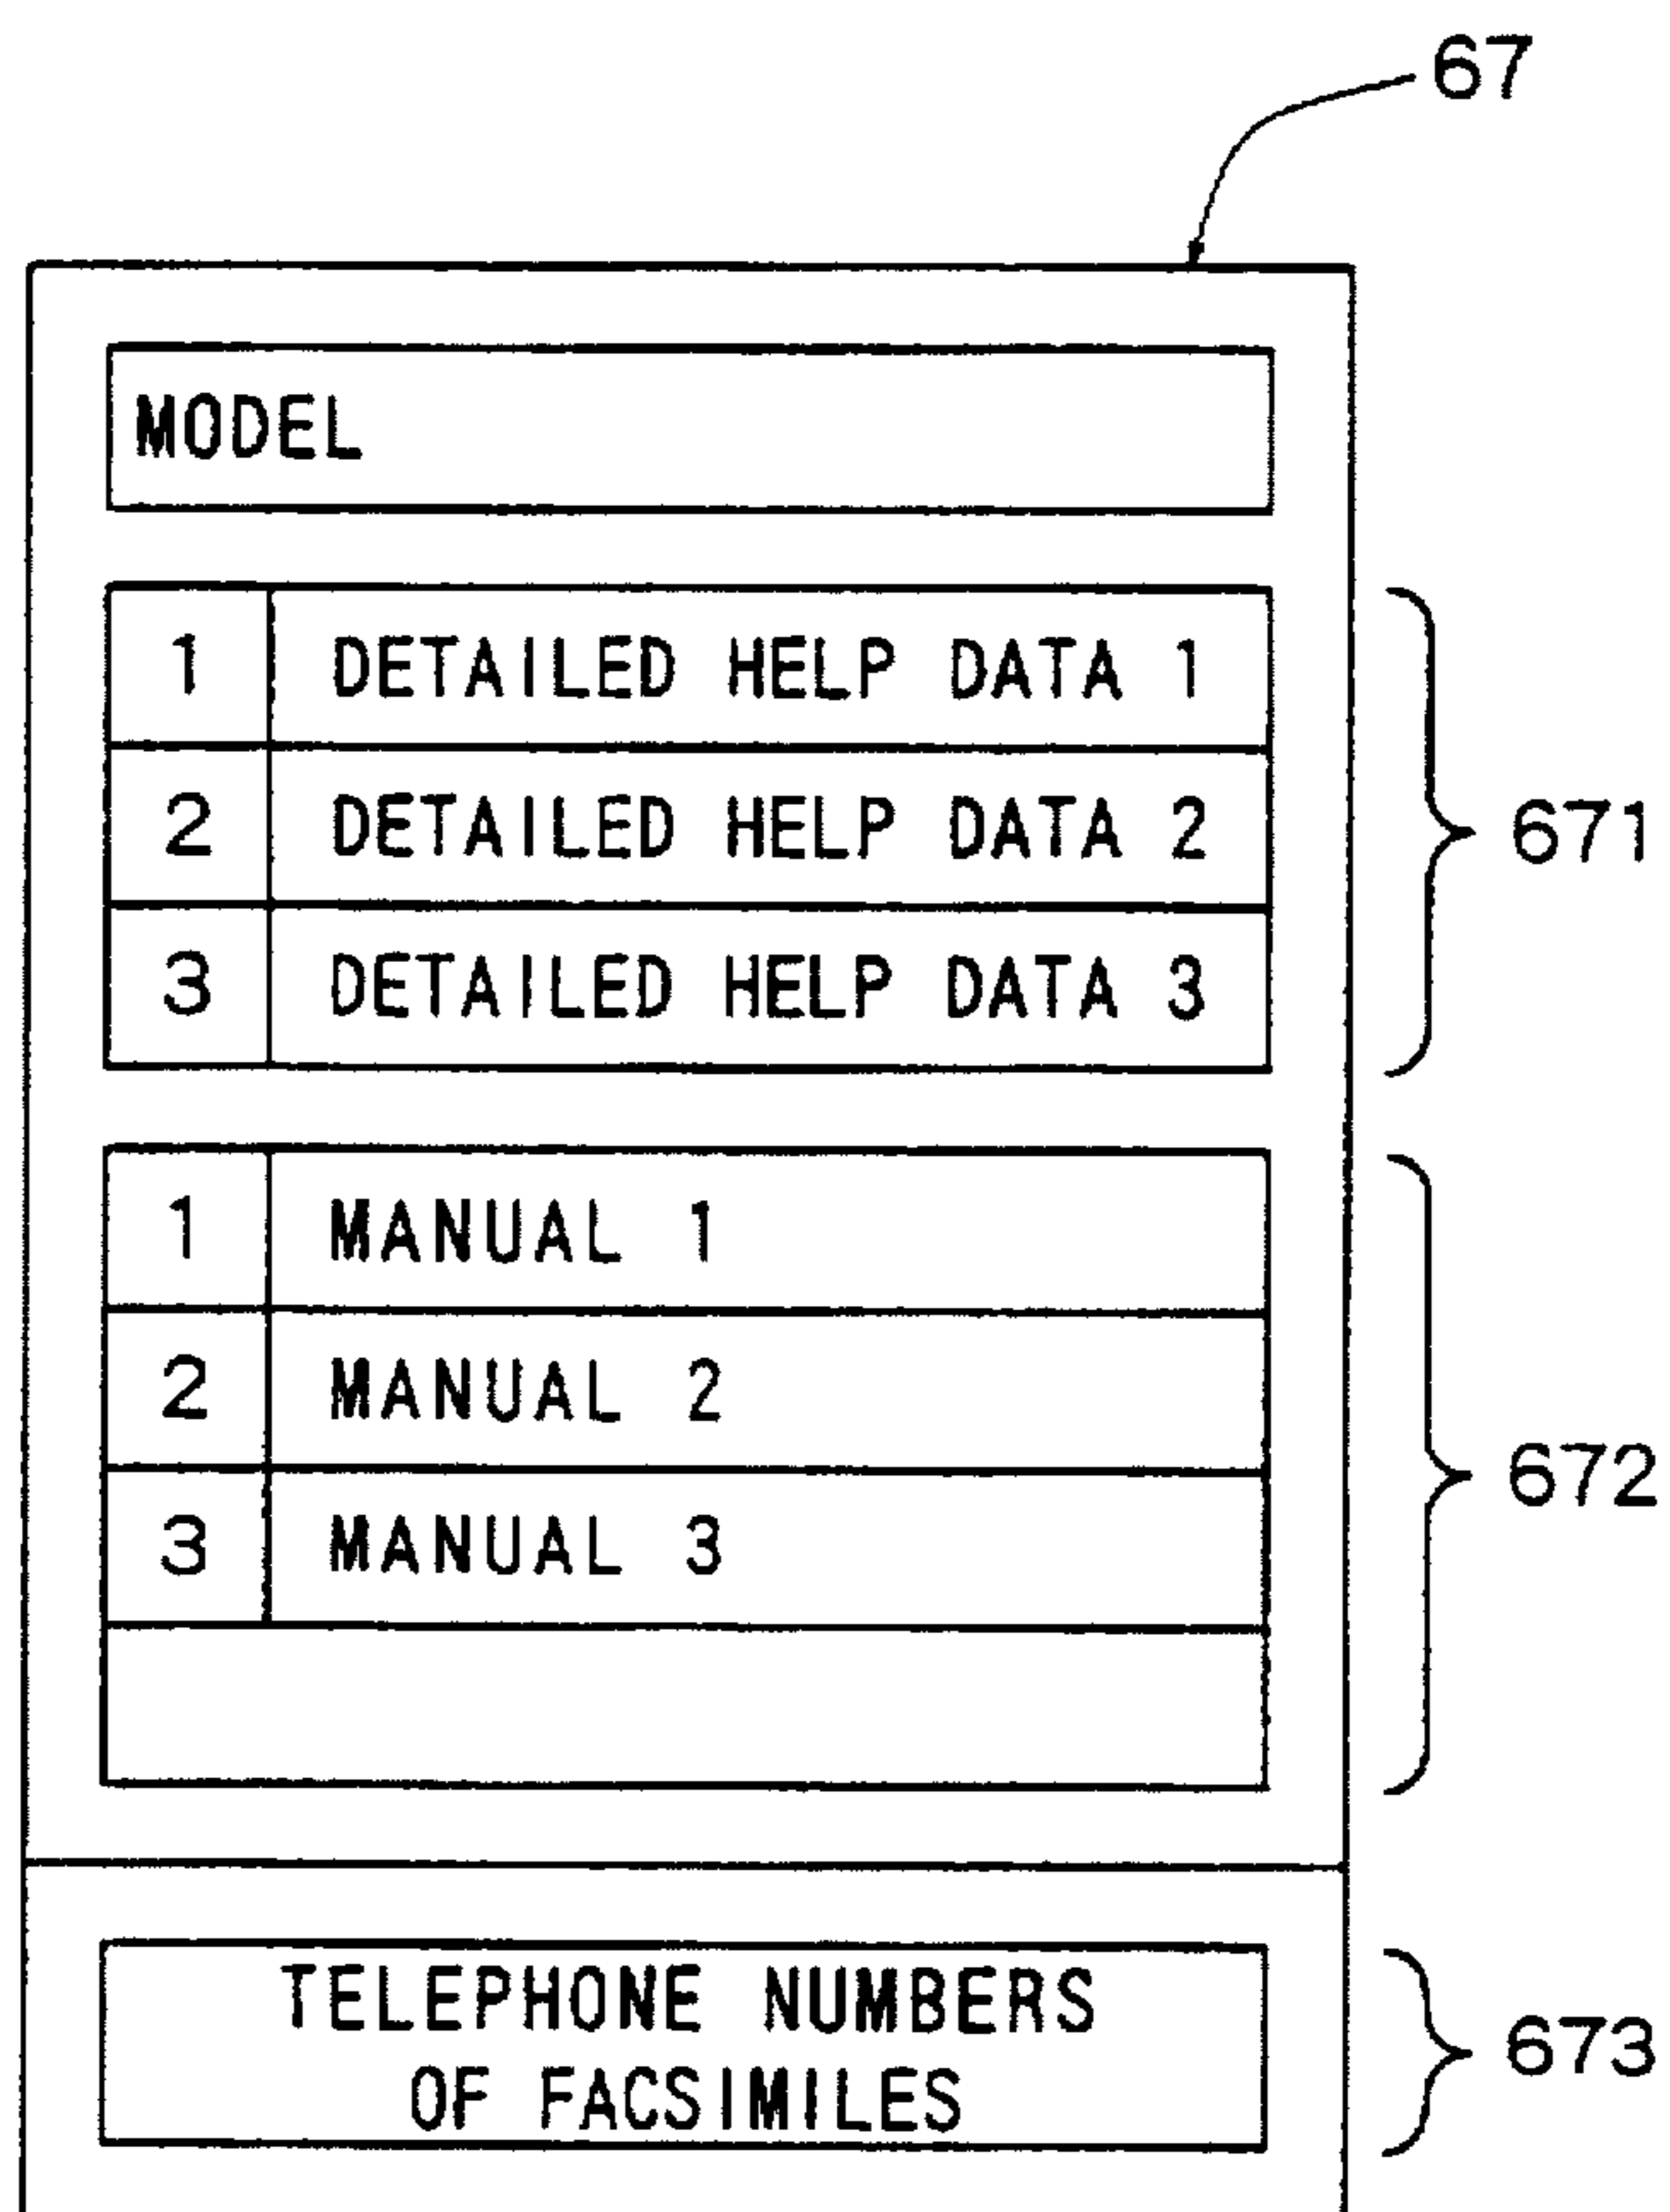 67
MODEL
1 DETAILED HELP DATA 1
2 DETAILED HELP DATA 2
3 DETAILED HELP DATA 3
671
1 MANUAL 1
2 MANUAL 2
3 MANUAL 3
672
TELEPHONE NUMBERS
OF FACSIMILES
673